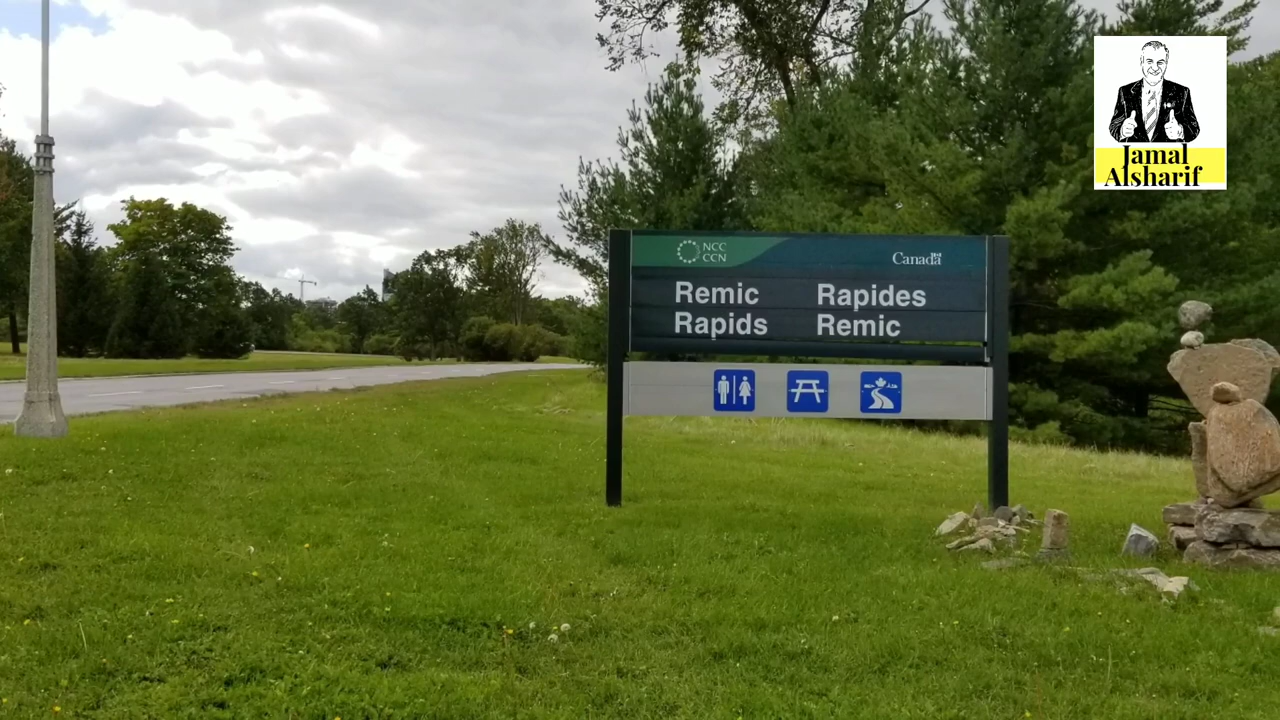 Jamal
Alsharif
NCC
CCN
Canada
Remic Rapides
Rapids Remic